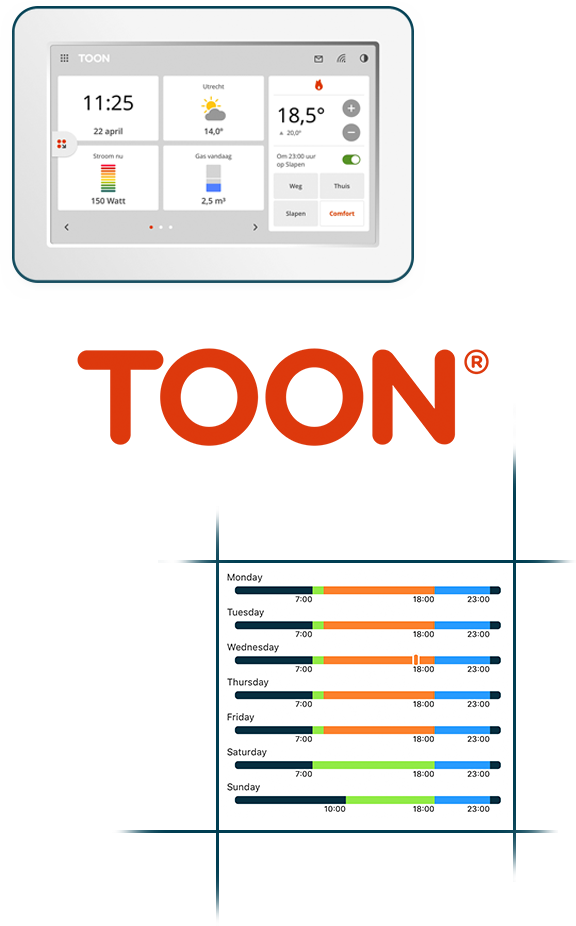 TOON
11:25
22 april
Utrecht
14,0°
18,5°
20,0°
Stroom nu
150 Watt
Gas vandaag
2,5 m³
Om 23:00 uur
op Slapen
Weg
Thuis
Slapen
Comfort
TOON®
Monday
7:00 18:00 23:00
Tuesday
7:00 18:00 23:00
Wednesday
7:00 18:00 23:00
Thursday
7:00 18:00 23:00
Friday
7:00 18:00 23:00
Saturday
7:00 18:00 23:00
Sunday
10:00 18:00 23:00